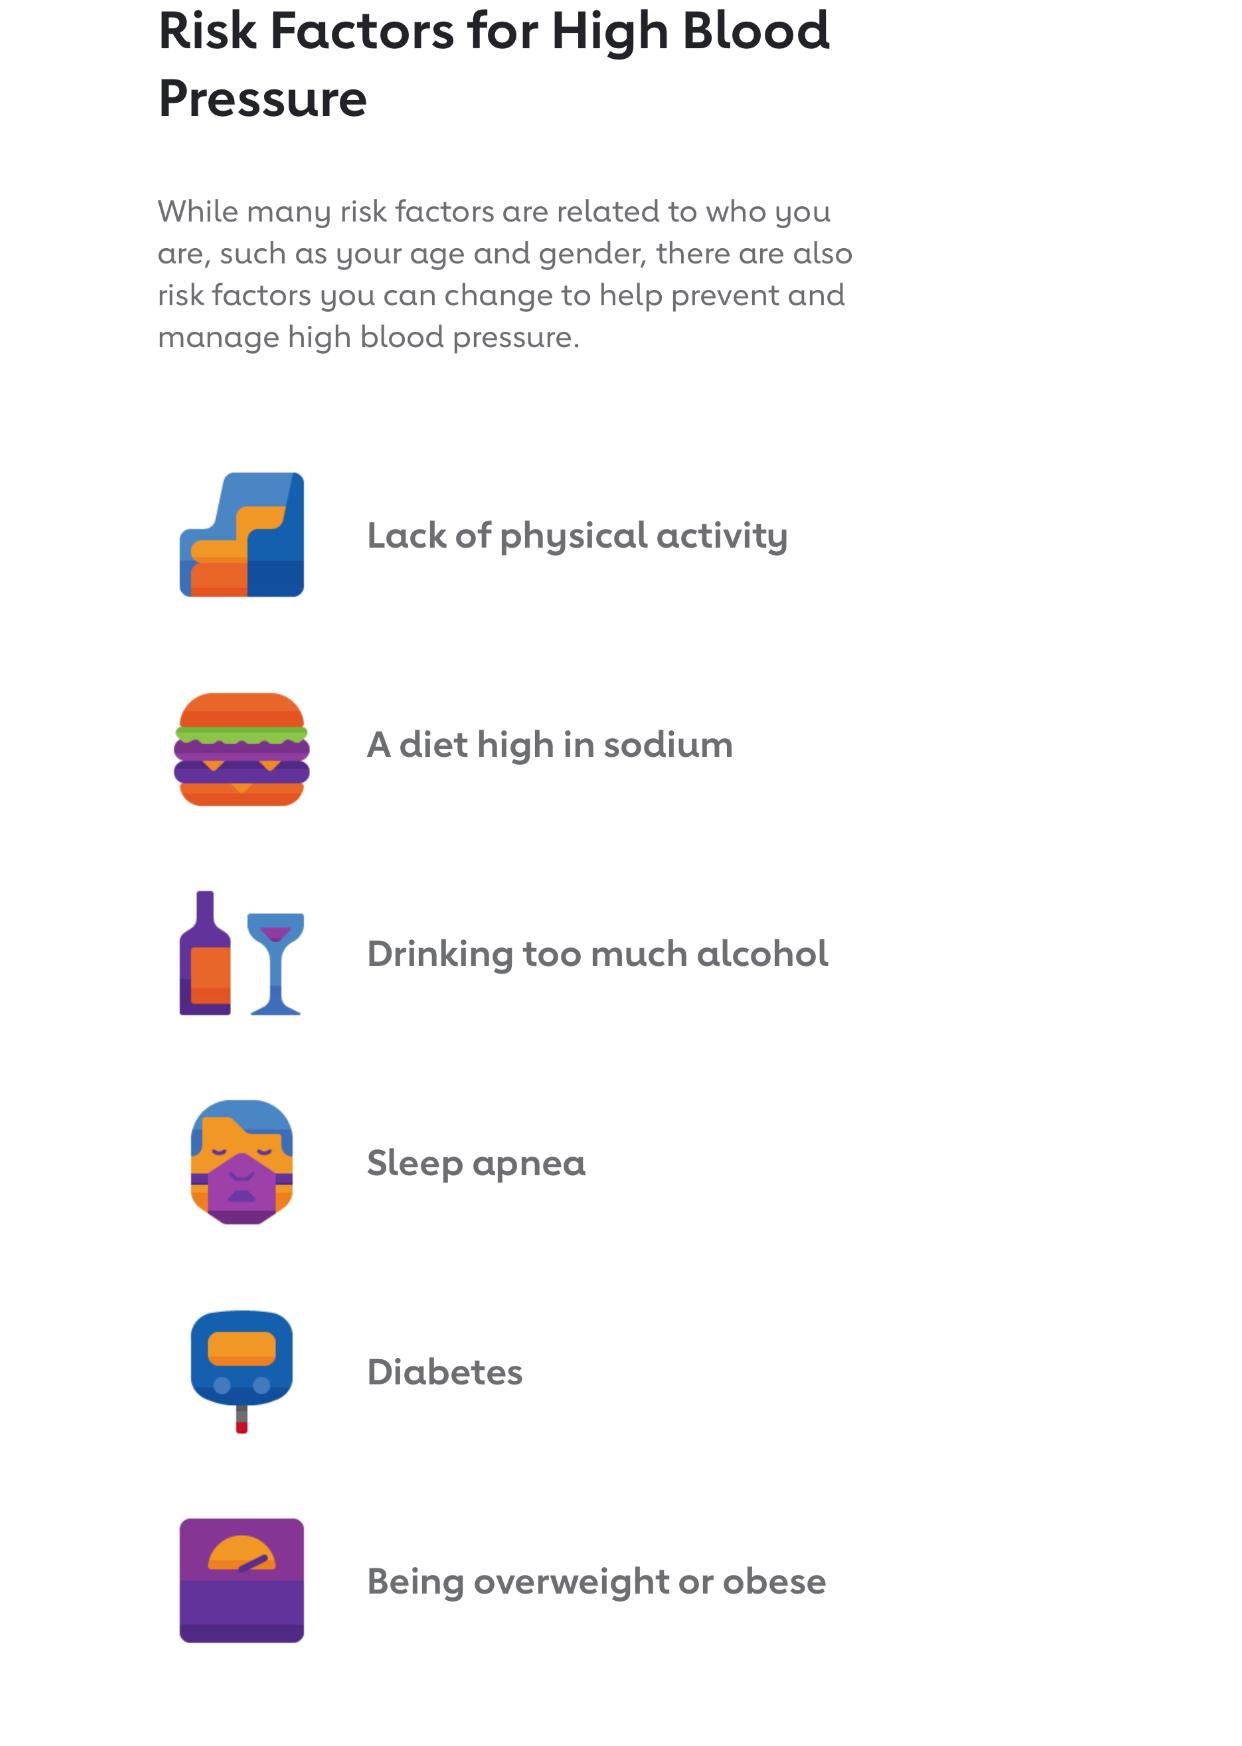 Risk Factors for High Blood
Pressure
While many risk factors are related to who you
are, such as your age and gender, there are also
risk factors you can change to help prevent and
manage high blood pressure.
Lack of physical activity
A diet high in sodium
Drinking too much alcohol
Sleep apnea
Diabetes
Being overweight or obese